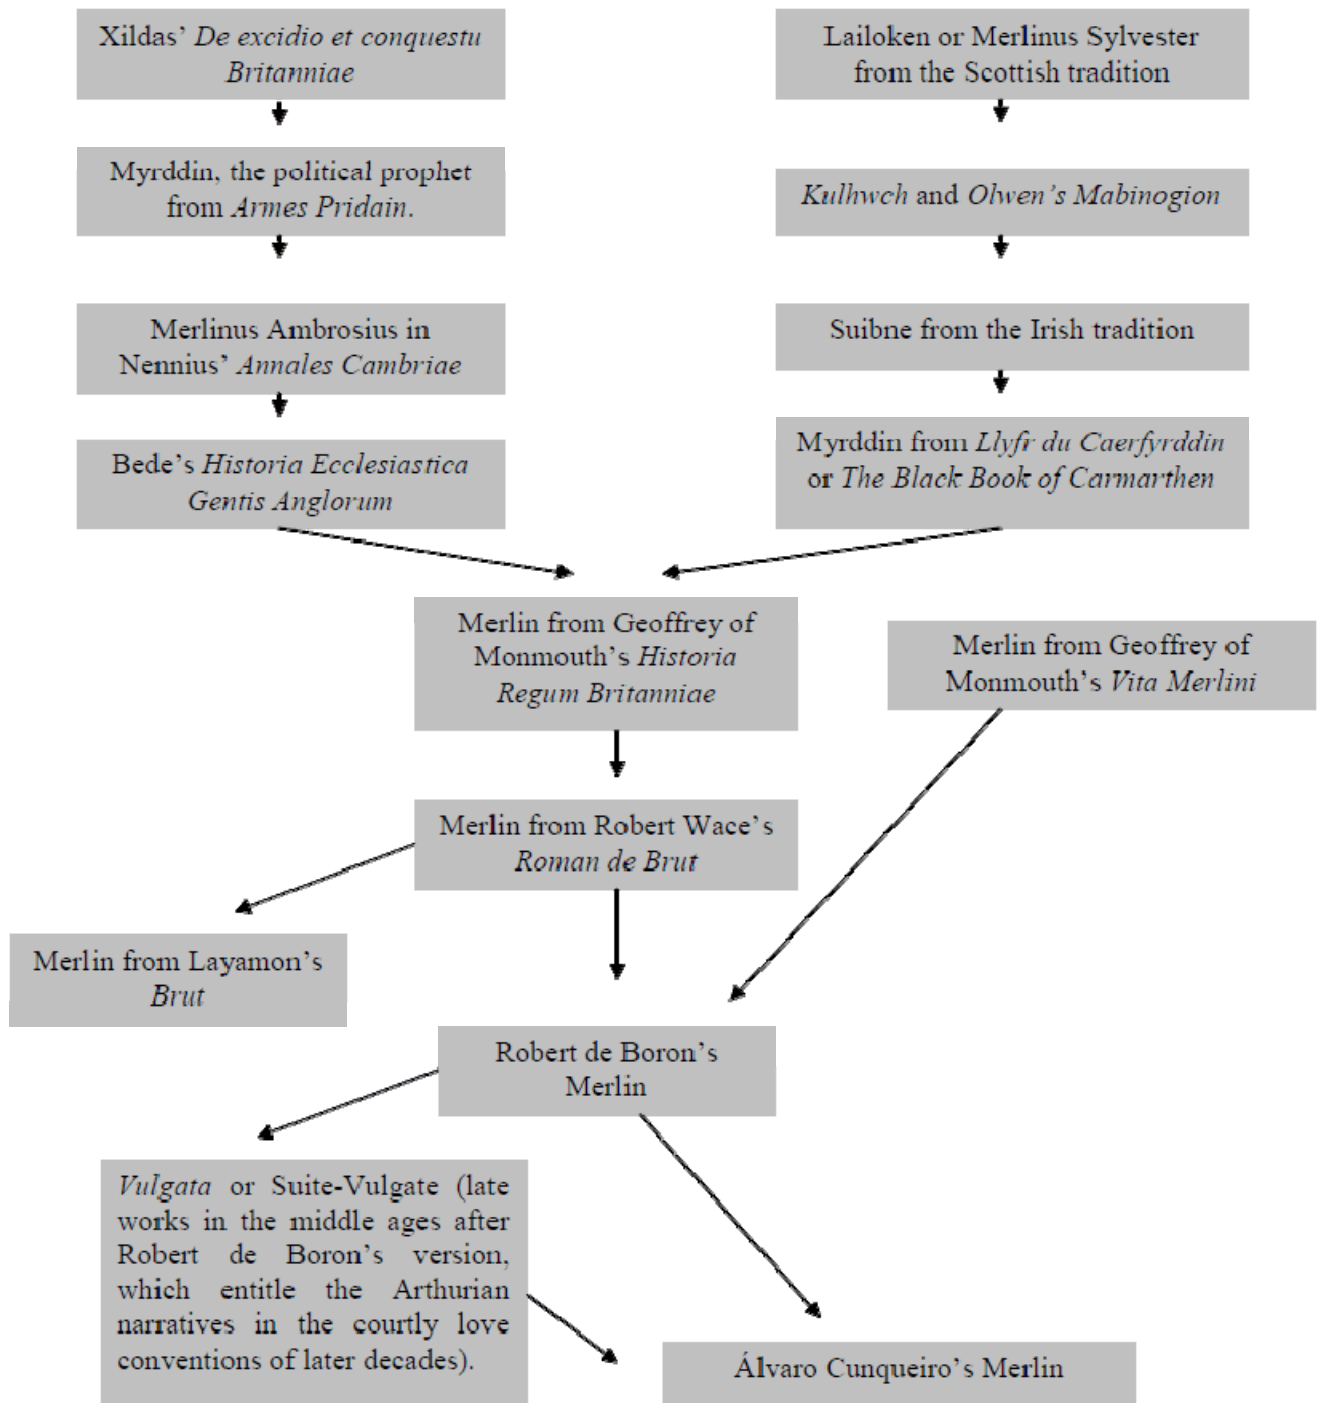 Xildas’ De excidio et conquestu
Britanniae
Lailoken or Merlinus Sylvester
from the Scottish tradition
Myrddin, the political prophet
from Armes Pridain.
Kulhwch and Olwen’s Mabinogion
Merlinus Ambrosius in
Nennius’ Annales Cambriae
Suibne from the Irish tradition
Bede’s Historia Ecclesiastica
Gentis Anglorum
Myrddin from Llyfr du Caerfyrddin
or The Black Book of Carmarthen
Merlin from Geoffrey of
Monmouth’s Historia
Regum Britanniae
Merlin from Geoffrey of
Monmouth’s Vita Merlini
Merlin from Robert Wace’s
Roman de Brut
Merlin from Layamon’s
Brut
Robert de Boron’s
Merlin
Vulgata or Suite-Vulgate (late
works in the middle ages after
Robert de Boron’s version,
which entitle the Arthurian
narratives in the courtly love
conventions of later decades).
Álvaro Cunqueiro’s Merlin